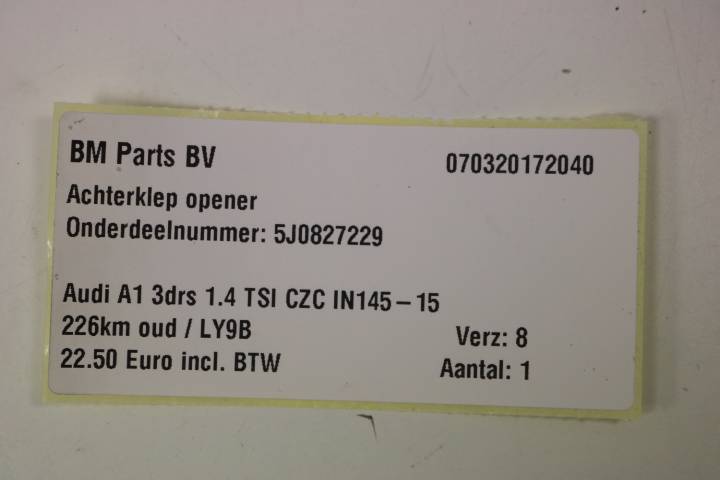 BM Parts BV 070320172040
Achterklep opener
Onderdeelnummer: 5J0827229
Audi A1 3drs 1.4 TSI CZC IN145-15
226km oud / LY9B Verz: 8
22.50 Euro incl. BTW Aantal: 1